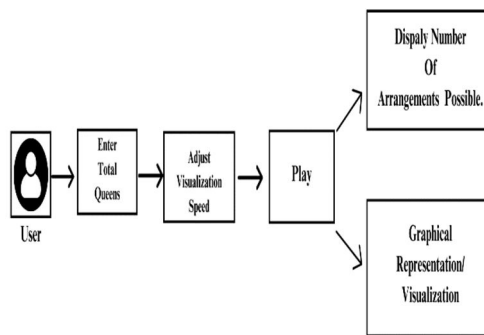 User
Enter
Total
Queens
Adjust
Visualization
Speed
Play
Dispaly Number
Of
Arrangements Possible.
Graphical
Representation/
Visualization